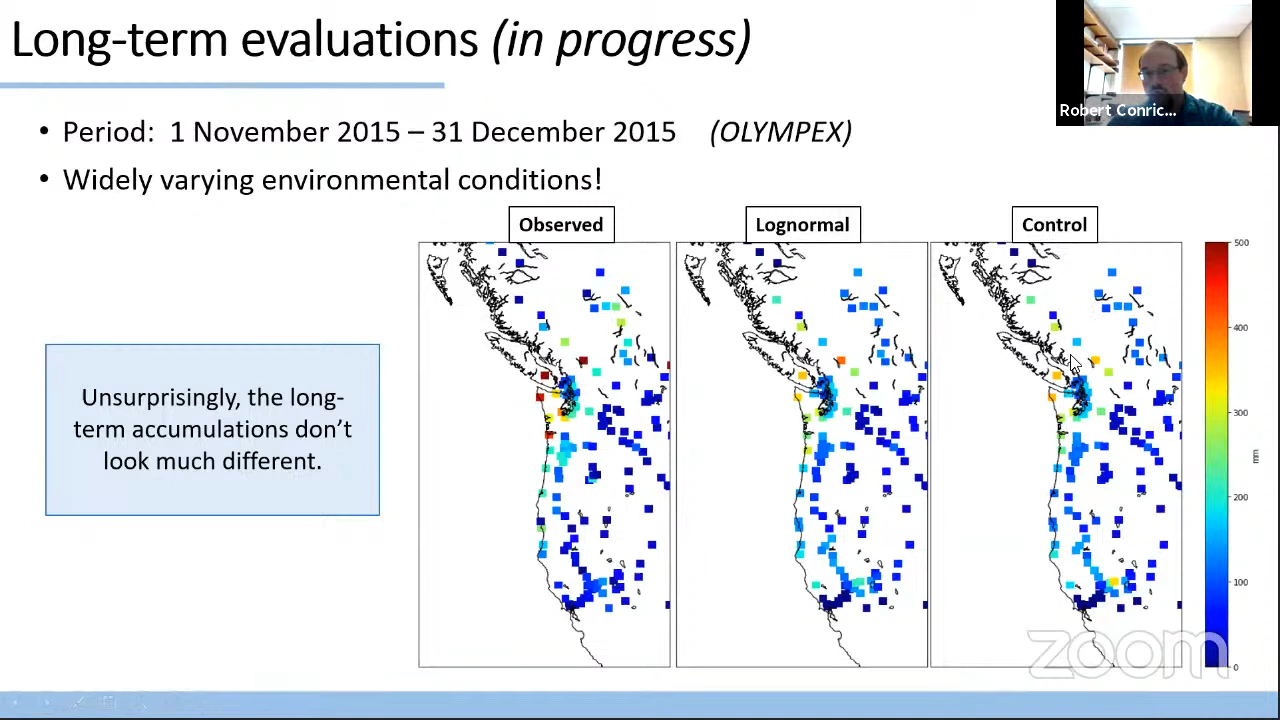 Long-term evaluations (in progress)
Robert Conric...
• Period: 1 November 2015 – 31 December 2015 (OLYMPEX)
• Widely varying environmental conditions!
Observed
Lognormal
Control
500
400
300
mm
200
100
0
Unsurprisingly, the long-
term accumulations don't
look much different.
zoom